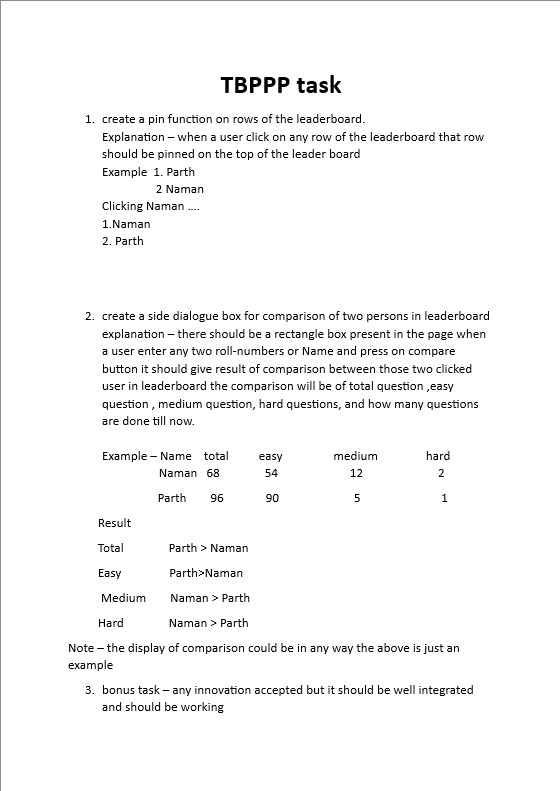 TBPPP task
1. create a pin function on rows of the leaderboard.
Explanation – when a user click on any row of the leaderboard that row
should be pinned on the top of the leader board
Example 1. Parth
2 Naman
Clicking Naman ....
1.Naman
2. Parth
2. create a side dialogue box for comparison of two persons in leaderboard
explanation – there should be a rectangle box present in the page when
a user enter any two roll-numbers or Name and press on compare
button it should give result of comparison between those two clicked
user in leaderboard the comparison will be of total question ,easy
question , medium question, hard questions, and how many questions
are done till now.
Example – Name total easy medium hard
Naman 68 54 12 2
Parth 96 90 5 1
Result
Total Parth > Naman
Easy Parth>Naman
Medium Naman > Parth
Hard Naman > Parth
Note – the display of comparison could be in any way the above is just an
example
3. bonus task – any innovation accepted but it should be well integrated
and should be working